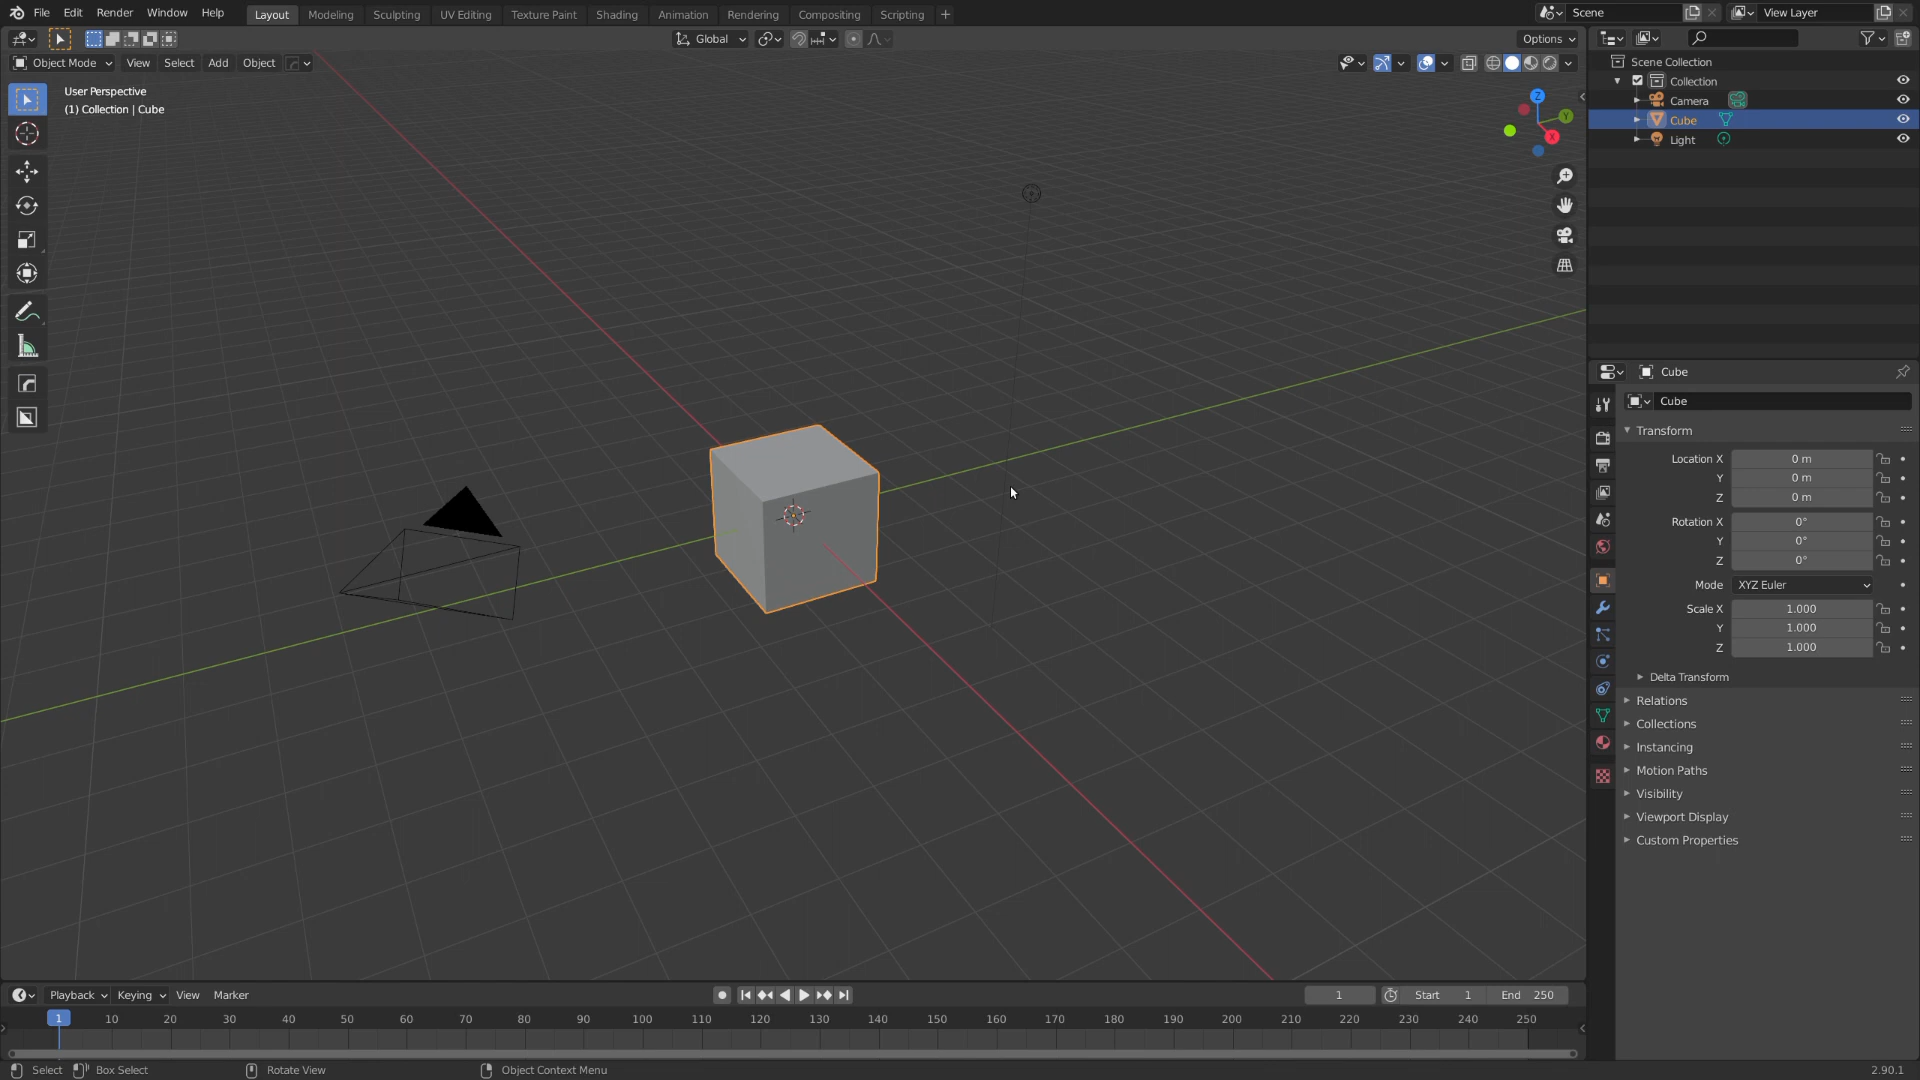 File Edit Render Window Help Layout Modeling Sculpting UV Editing Texture Paint Shading Animation Rendering Compositing Scripting + Scene View Layer
Global Options
Object Mode View Select Add Object
User Perspective
(1) Collection | Cube
Z
Y
X
Scene Collection
Collection
Camera
Cube
Light
Cube
Cube
Transform
Location X 0 m
Y 0 m
Z 0 m
Rotation X 0°
Y 0°
Z 0°
Mode XYZ Euler
Scale X 1.000
Y 1.000
Z 1.000
Delta Transform
Relations
Collections
Instancing
Motion Paths
Visibility
Viewport Display
Custom Properties
Playback Keying View Marker 1 Start 1 End 250
1 10 20 30 40 50 60 70 80 90 100 110 120 130 140 150 160 170 180 190 200 210 220 230 240 250
Select Box Select Rotate View Object Context Menu 2.90.1